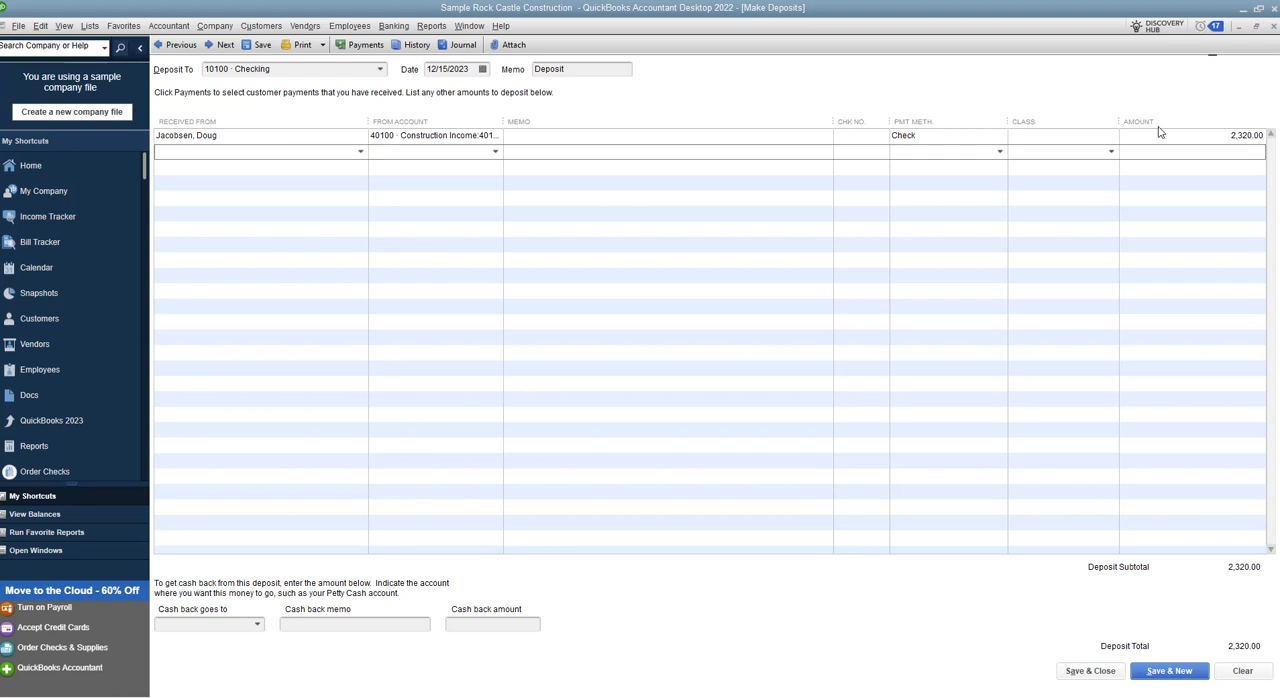 Sample Rock Castle Construction - QuickBooks Accountant Desktop 2022 - [Make Deposits]
File Edit View Lists Favorites Accountant Company Customers Vendors Employees Banking Reports Window Help
DISCOVERY HUB
17
Search Company or Help
Previous Next Save Print Payments History Journal Attach
You are using a sample
company file
Create a new company file
My Shortcuts
Home
My Company
Income Tracker
Bill Tracker
Calendar
Snapshots
Customers
Vendors
Employees
Docs
QuickBooks 2023
Reports
Order Checks
My Shortcuts
View Balances
Run Favorite Reports
Open Windows
Move to the Cloud - 60% Off
Turn on Payroll
Accept Credit Cards
Order Checks & Supplies
QuickBooks Accountant
Deposit To 10100 · Checking Date 12/15/2023 Memo Deposit
Click Payments to select customer payments that you have received. List any other amounts to deposit below.
RECEIVED FROM FROM ACCOUNT MEMO CHK NO. PMT METH. CLASS AMOUNT
Jacobsen, Doug 40100 · Construction Income:401... Check 2,320.00
Deposit Subtotal 2,320.00
To get cash back from this deposit, enter the amount below. Indicate the account
where you want this money to go, such as your Petty Cash account.
Cash back goes to Cash back memo Cash back amount
Deposit Total 2,320.00
Save & Close Save & New Clear